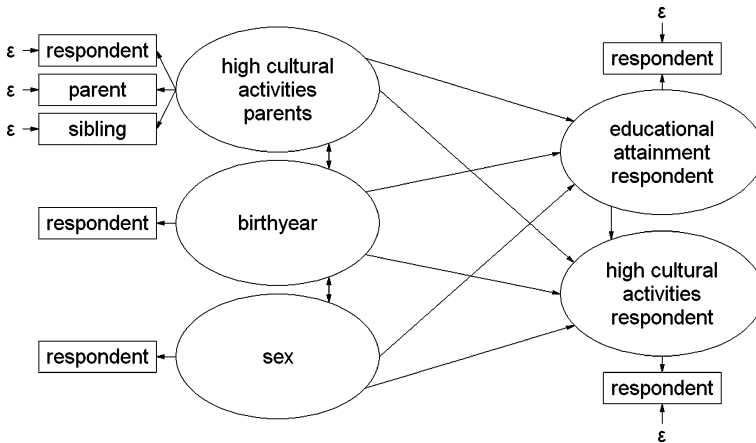 ε
respondent
ε
parent
ε
sibling
high cultural
activities
parents
respondent
birthyear
respondent
sex
ε
respondent
educational
attainment
respondent
high cultural
activities
respondent
respondent
ε